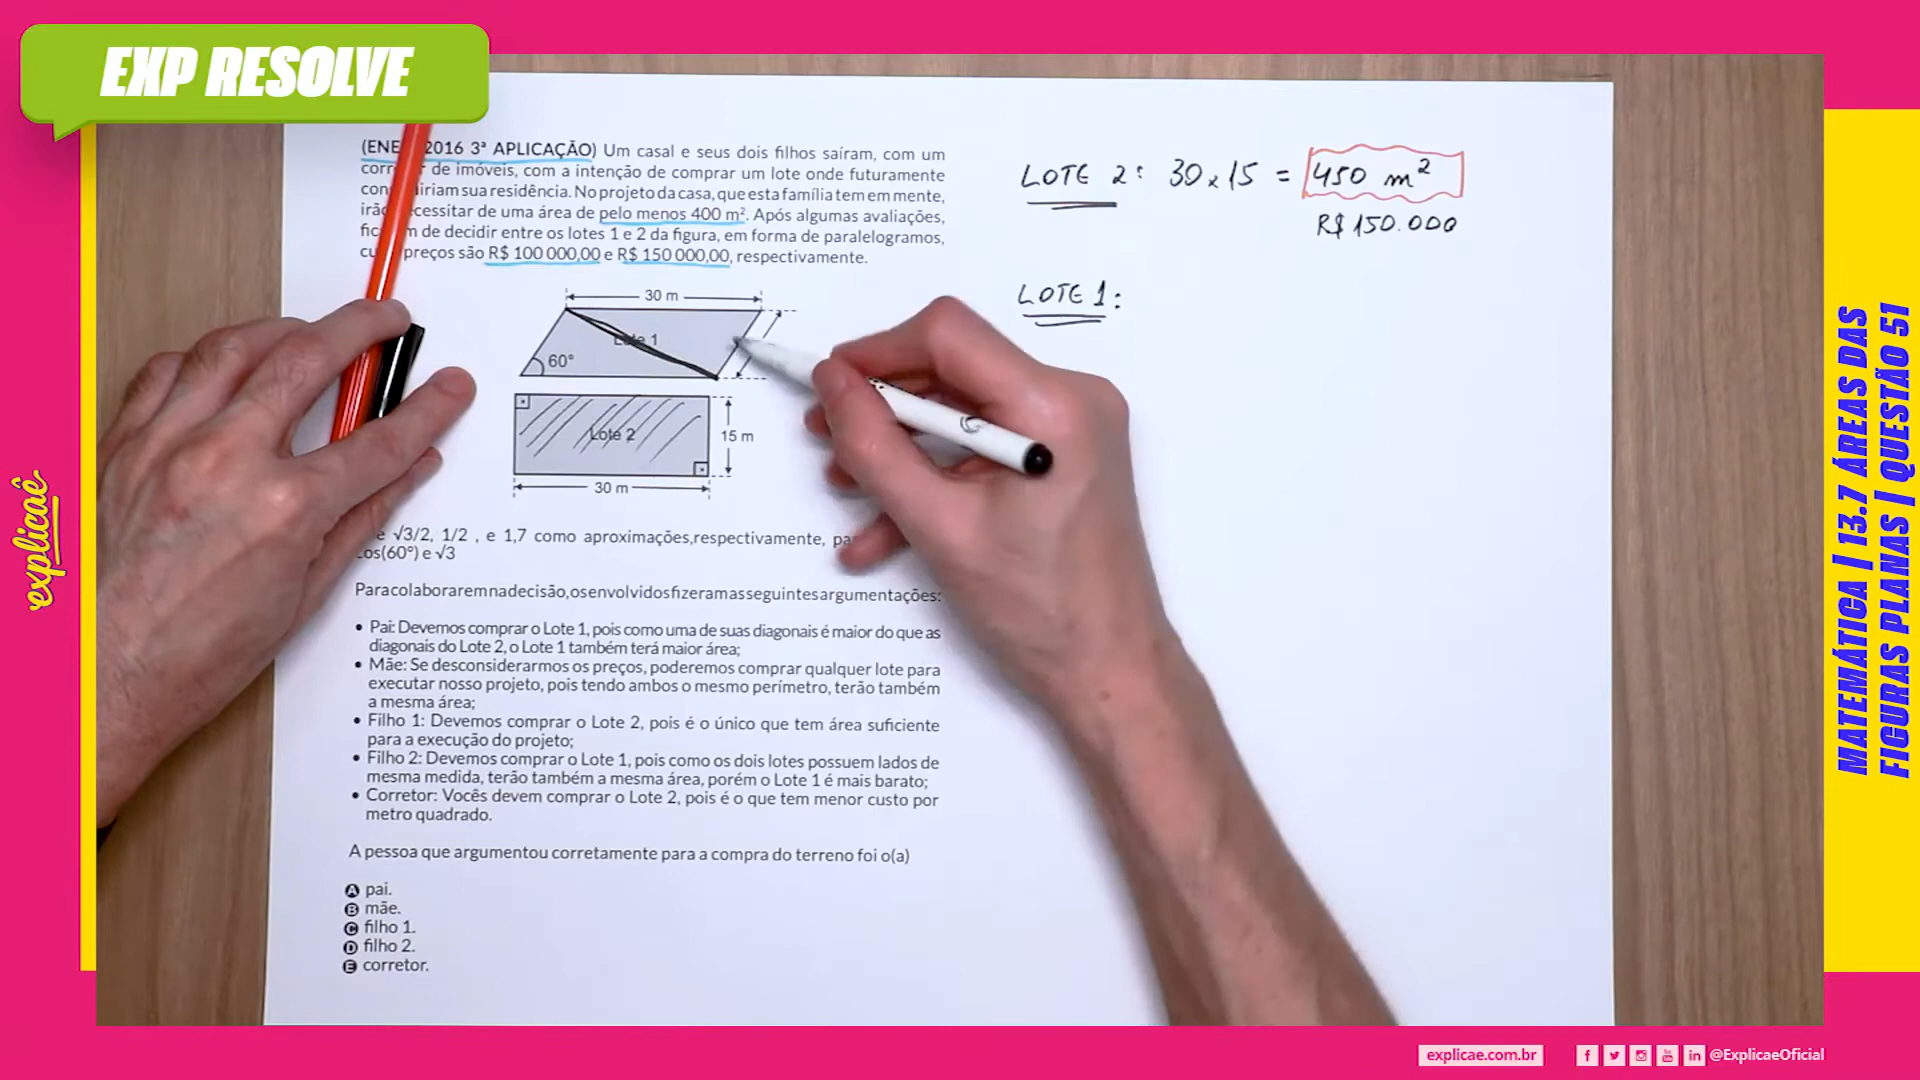 EXP RESOLVE
(ENE 2016 3ª APLICAÇÃO) Um casal e seus dois filhos saíram, com um
de imóveis, com a intenção de comprar um lote onde futuramente
sua residência. No projeto da casa, que esta família tem em mente,
irão ecessitar de uma área de pelo menos 400 m². Após algumas avaliações,
m de decidir entre os lotes 1 e 2 da figura, em forma de paralelogramos,
preços são R$ 100 000,00 e R$ 150 000,00, respectivamente.
30 m
Lote 1
60°
Lote 2
15 m
30 m
e √3/2, 1/2 , e 1,7 como aproximações,respectivamente,
cos(60°) e √3
Para colaborarem na decisão, os envolvidos fizeram as seguintes argumentações:
• Pai: Devemos comprar o Lote 1, pois como uma de suas diagonais é maior do que as
diagonais do Lote 2, o Lote 1 também terá maior área;
• Mãe: Se desconsiderarmos os preços, poderemos comprar qualquer lote para
executar nosso projeto, pois tendo ambos o mesmo perímetro, terão também
a mesma área;
• Filho 1: Devemos comprar o Lote 2, pois é o único que tem área suficiente
para a execução do projeto;
• Filho 2: Devemos comprar o Lote 1, pois como os dois lotes possuem lados de
mesma medida, terão também a mesma área, porém o Lote 1 é mais barato;
• Corretor: Vocês devem comprar o Lote 2, pois é o que tem menor custo por
metro quadrado.
A pessoa que argumentou corretamente para a compra do terreno foi o(a)
A pai.
B mãe.
C filho 1.
D filho 2.
E corretor.
LOTE 2: 30 x 15 = 450 m²
R$ 150.000
LOTE 1:
explicaê
MATEMÁTICA | 13.7 ÁREAS DAS
FIGURAS PLANAS | QUESTÃO 51
explicae.com.br
@ExplicaeOficial